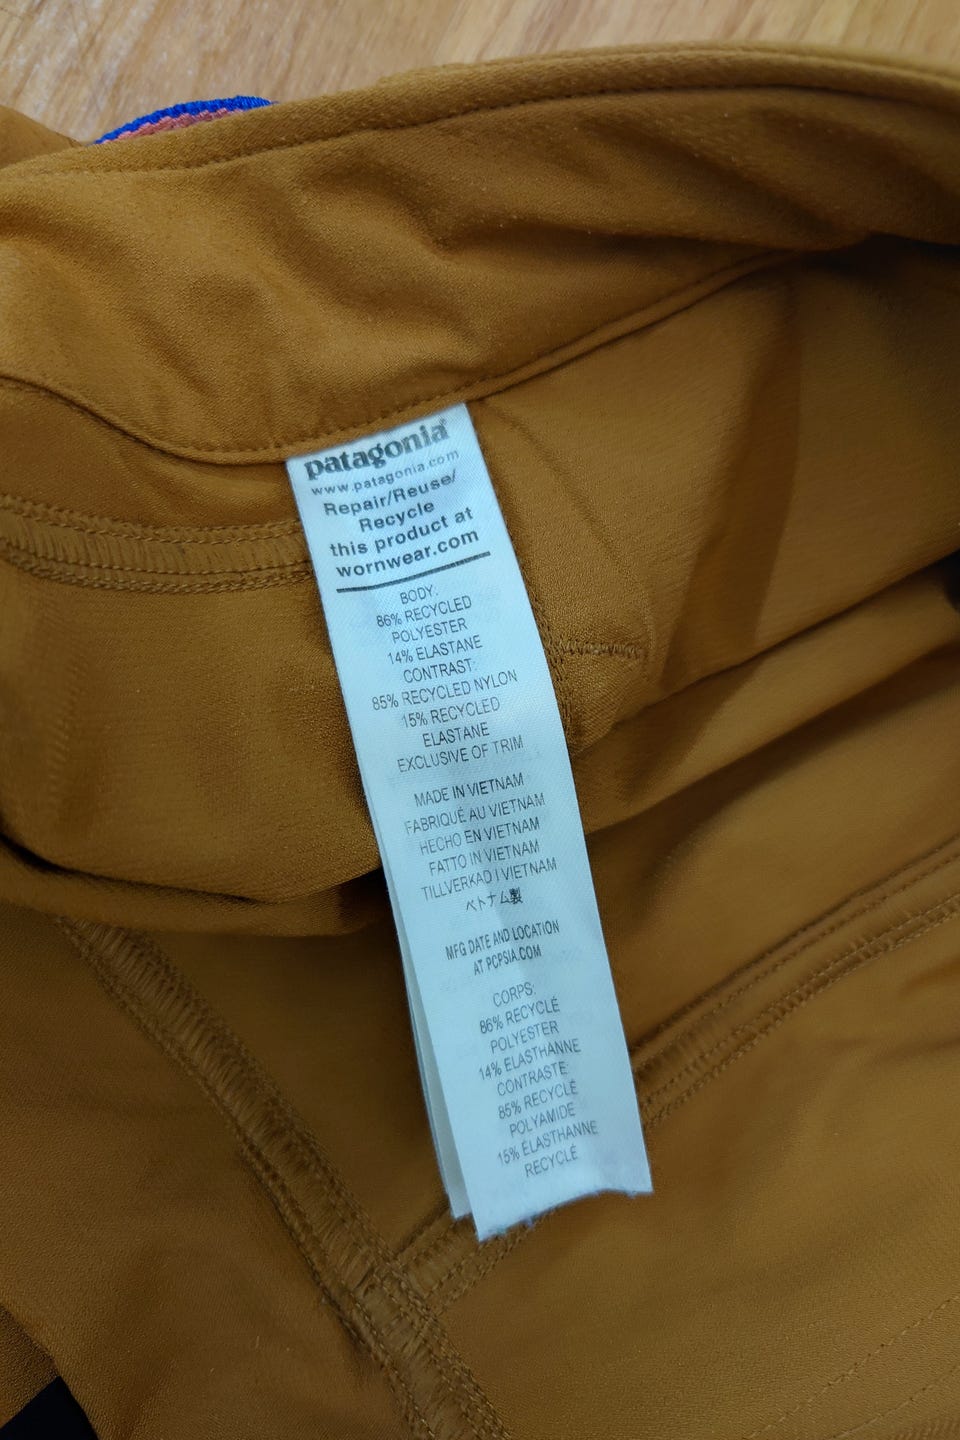 patagonia®
www.patagonia.com
Repair/Reuse/
Recycle
this product at
wornwear.com
BODY:
86% RECYCLED
POLYESTER
14% ELASTANE
CONTRAST:
85% RECYCLED NYLON
15% RECYCLED
ELASTANE
EXCLUSIVE OF TRIM
MADE IN VIETNAM
FABRIQUÉ AU VIETNAM
HECHO EN VIETNAM
FATTO IN VIETNAM
TILLVERKAD I VIETNAM
ベトナム製
MFG DATE AND LOCATION
AT PCPSIA.COM
CORPS:
86% RECYCLÉ
POLYESTER
14% ÉLASTHANNE
CONTRASTE:
85% RECYCLÉ
POLYAMIDE
15% ÉLASTHANNE
RECYCLÉ